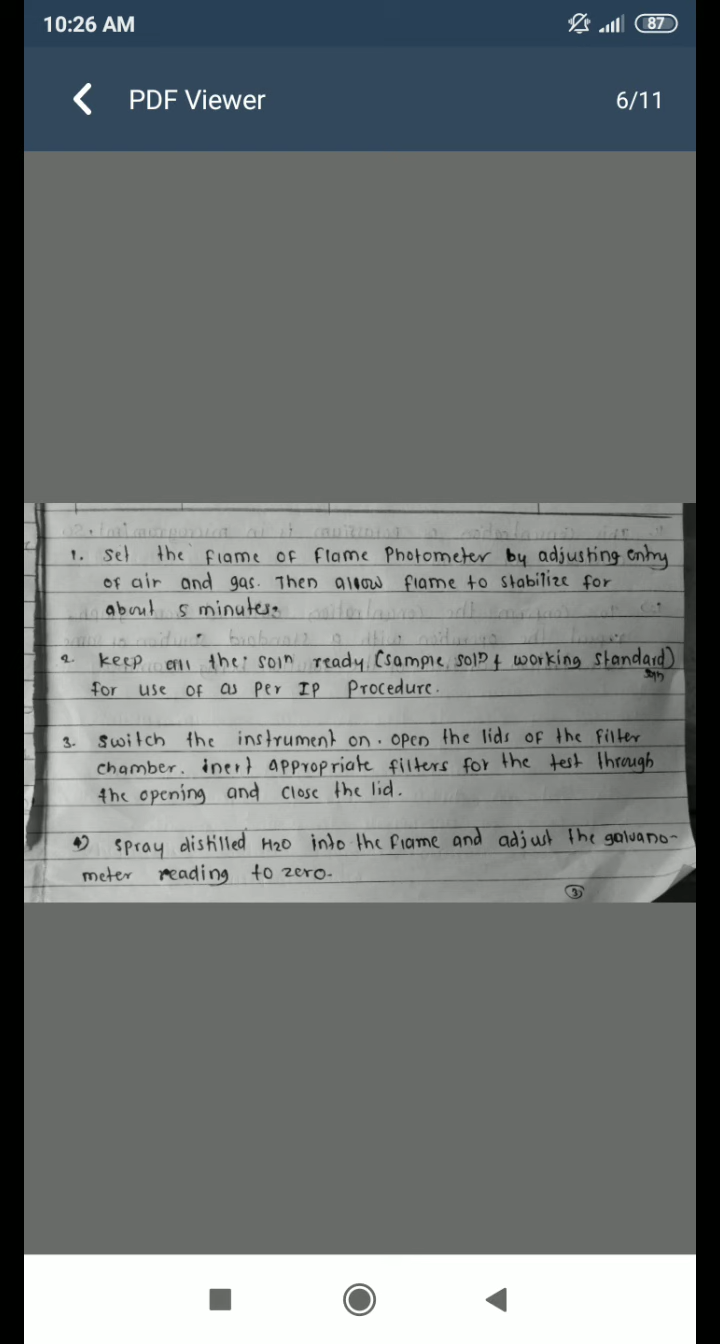 10:26 AM
87
PDF Viewer
6/11
1. Set the flame of flame Photometer by adjusting entry
of air and gas. Then allow flame to stabilize for
about 5 minutes.
2. keep all the soln ready (sample, soln & working standard)
soln
for use of as per IP Procedure.
3. Switch the instrument on. open the lids of the filter
chamber. inert appropriate filters for the test through
the opening and close the lid.
4) spray distilled H2O into the flame and adjust the galvano-
meter reading to zero.